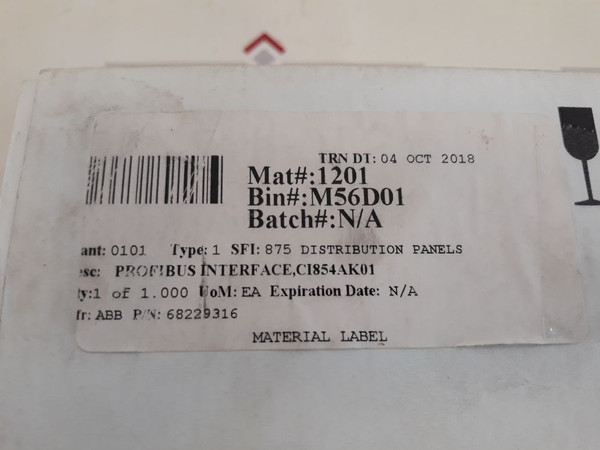 TRN DT: 04 OCT 2018
Mat#:1201
Bin#:M56D01
Batch#:N/A
ant: 0101 Type: 1 SFI: 875 DISTRIBUTION PANELS
sc: PROFIBUS INTERFACE,CI854AK01
y:1 of 1.000 UoM: EA Expiration Date: N/A
fr: ABB P/N: 68229316
MATERIAL LABEL